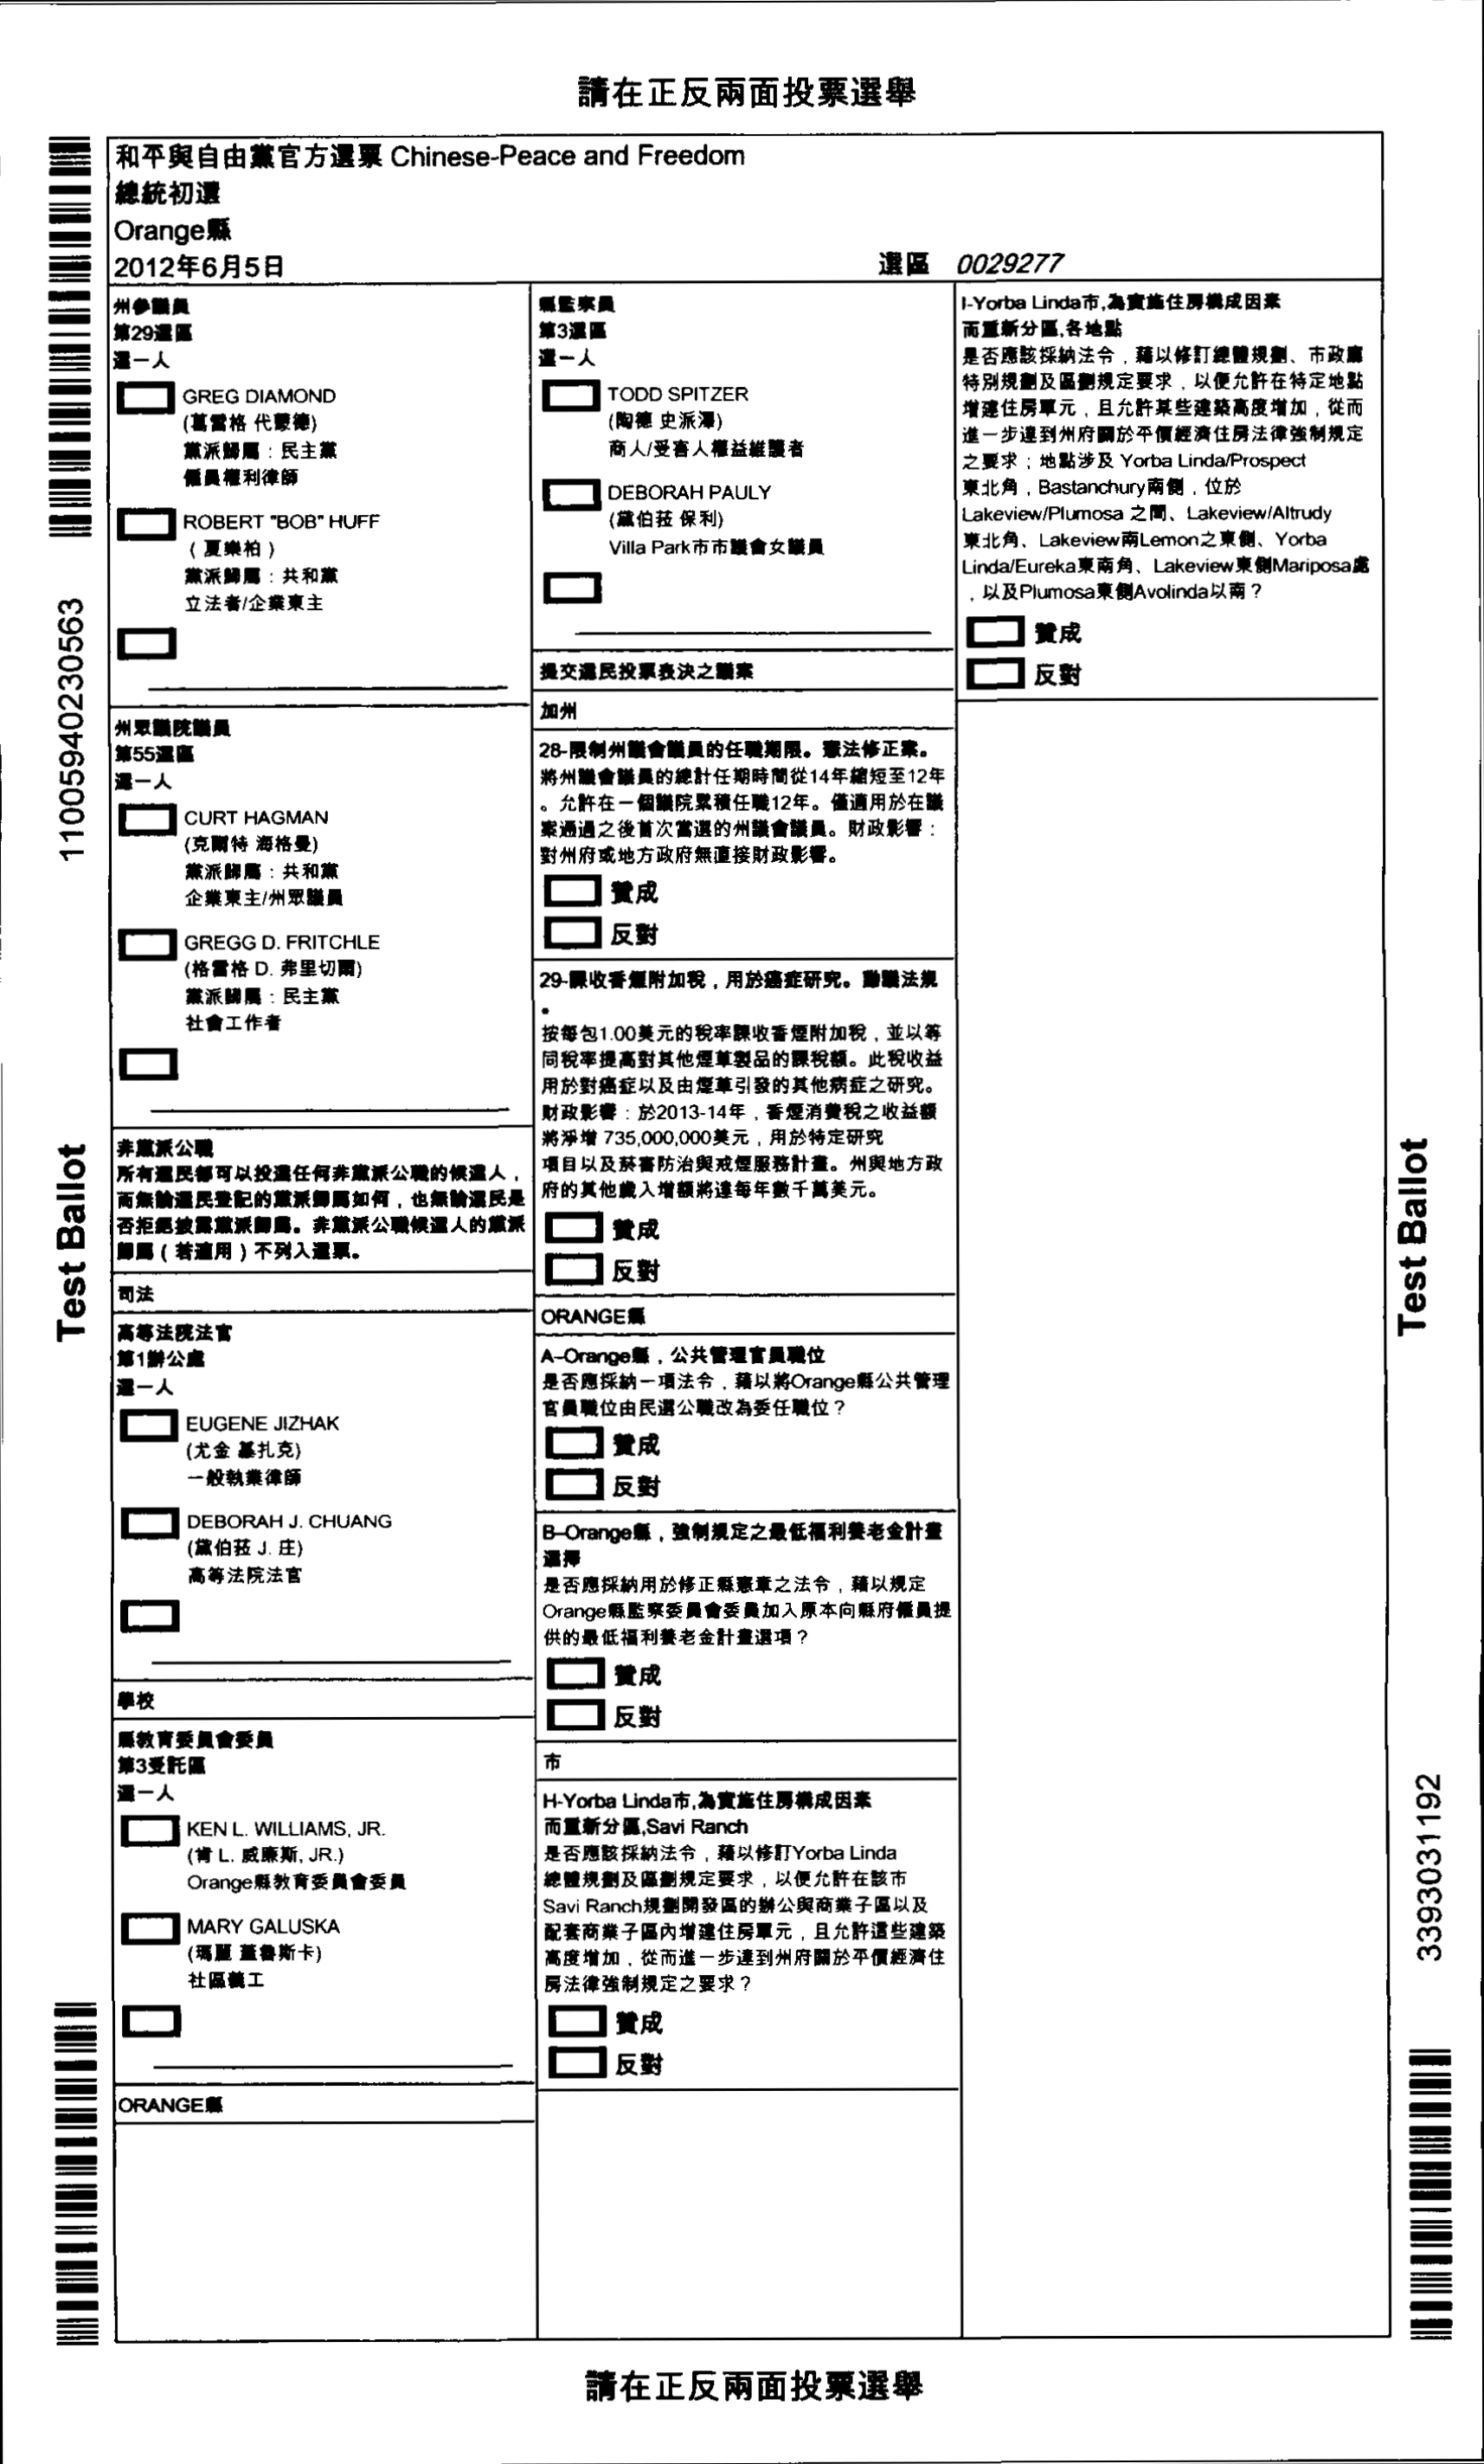 請在正反兩面投票選舉
和平與自由黨官方選票 Chinese-Peace and Freedom
總統初選
Orange縣
2012年6月5日
選區 0029277
州參議員
第29選區
選一人
GREG DIAMOND
(葛雷格 代蒙德)
黨派歸屬：民主黨
僱員權利律師
ROBERT "BOB" HUFF
(夏樂柏)
黨派歸屬：共和黨
立法者/企業東主
州眾議院議員
第55選區
選一人
CURT HAGMAN
(克爾特 海格曼)
黨派歸屬：共和黨
企業東主/州眾議員
GREGG D. FRITCHLE
(格雷格 D. 弗里切爾)
黨派歸屬：民主黨
社會工作者
非黨派公職
所有選民都可以投選任何非黨派公職的候選人，
而無論選民登記的黨派歸屬如何，也無論選民是
否拒絕披露黨派歸屬。非黨派公職候選人的黨派
歸屬(若適用)不列入選票。
司法
高等法院法官
第1辦公處
選一人
EUGENE JIZHAK
(尤金 基扎克)
一般執業律師
DEBORAH J. CHUANG
(黛伯菈 J. 庄)
高等法院法官
學校
縣教育委員會委員
第3受託區
選一人
KEN L. WILLIAMS, JR.
(肯 L. 威廉斯, JR.)
Orange縣教育委員會委員
MARY GALUSKA
(瑪麗 蓋魯斯卡)
社區義工
ORANGE縣
縣監察員
第3選區
選一人
TODD SPITZER
(陶德 史派澤)
商人/受害人權益維護者
DEBORAH PAULY
(黛伯菈 保利)
Villa Park市市議會女議員
提交選民投票表決之議案
加州
28-限制州議會議員的任職期限。憲法修正案。
將州議會議員的總計任期時間從14年縮短至12年
。允許在一個議院累積任職12年。僅適用於在議
案通過之後首次當選的州議會議員。財政影響：
對州府或地方政府無直接財政影響。
贊成
反對
29-課收香煙附加稅，用於癌症研究。動議法規
。
按每包1.00美元的稅率課收香煙附加稅，並以等
同稅率提高對其他煙草製品的課稅額。此稅收益
用於對癌症以及由煙草引發的其他病症之研究。
財政影響：於2013-14年，香煙消費稅之收益額
將淨增 735,000,000美元，用於特定研究
項目以及菸害防治與戒煙服務計畫。州與地方政
府的其他歲入增額將達每年數千萬美元。
贊成
反對
ORANGE縣
A–Orange縣，公共管理官員職位
是否應採納一項法令，藉以將Orange縣公共管理
官員職位由民選公職改為委任職位？
贊成
反對
B–Orange縣，強制規定之最低福利養老金計畫
選擇
是否應採納用於修正縣憲章之法令，藉以規定
Orange縣監察委員會委員加入原本向縣府僱員提
供的最低福利養老金計畫選項？
贊成
反對
市
H-Yorba Linda市,為實施住房構成因素
而重新分區,Savi Ranch
是否應該採納法令，藉以修訂Yorba Linda
總體規劃及區劃規定要求，以便允許在該市
Savi Ranch規劃開發區的辦公與商業子區以及
配套商業子區內增建住房單元，且允許這些建築
高度增加，從而進一步達到州府關於平價經濟住
房法律強制規定之要求？
贊成
反對
I-Yorba Linda市,為實施住房構成因素
而重新分區,各地點
是否應該採納法令，藉以修訂總體規劃、市政廳
特別規劃及區劃規定要求，以便允許在特定地點
增建住房單元，且允許某些建築高度增加，從而
進一步達到州府關於平價經濟住房法律強制規定
之要求；地點涉及 Yorba Linda/Prospect
東北角，Bastanchury南側，位於
Lakeview/Plumosa 之間、Lakeview/Altrudy
東北角、Lakeview南Lemon之東側、Yorba
Linda/Eureka東南角、Lakeview東側Mariposa處
，以及Plumosa東側Avolinda以南？
贊成
反對
11005940230563
Test Ballot
Test Ballot
3393031192
請在正反兩面投票選舉